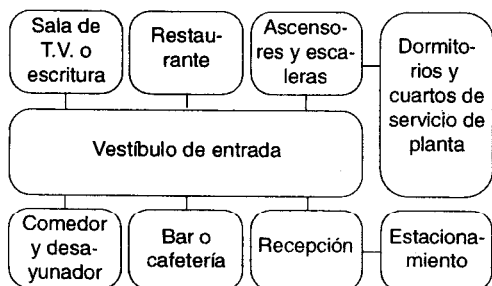 Sala de
T.V. o
escritura
Restau-
rante
Ascenso-
res y esca-
leras
Dormito-
rios y
cuartos de
servicio de
planta
Vestíbulo de entrada
Comedor
y desa-
yunador
Bar o
cafetería
Recepción
Estaciona-
miento